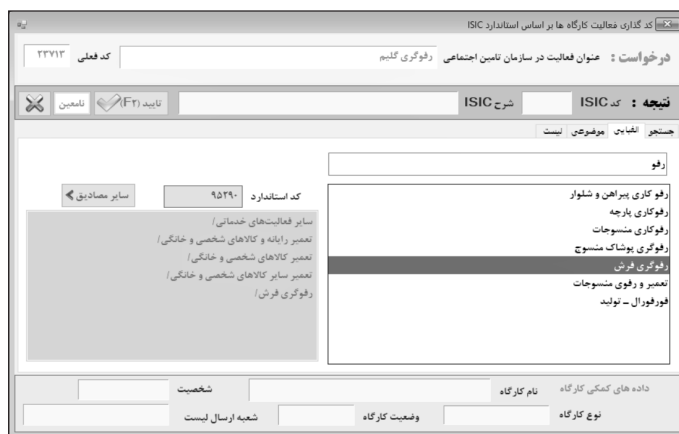 کد گذاری فعالیت کارگاه ها بر اساس استاندارد ISIC
درخواست : عنوان فعالیت در سازمان تامین اجتماعی رفوگری گلیم کد فعلی ۲۳۷۱۳
نتیجه : کد ISIC شرح ISIC تایید (F۲) نامعین
جستجو الفبایی موضوعی لیست
رفو
رفو کاری پیراهن و شلوار
رفوکاری پارچه
رفوکاری منسوجات
رفوگری پوشاک منسوج
رفوگری فرش
تعمیر و رفوی منسوجات
فورفورال - تولید
کد استاندارد ۹۵۲۹۰ سایر مصادیق
سایر فعالیت‌های خدماتی/
تعمیر رایانه و کالاهای شخصی و خانگی/
تعمیر کالاهای شخصی و خانگی/
تعمیر سایر کالاهای شخصی و خانگی/
رفوگری فرش/
داده های کمکی کارگاه نام کارگاه شخصیت
نوع کارگاه وضعیت کارگاه شعبه ارسال لیست